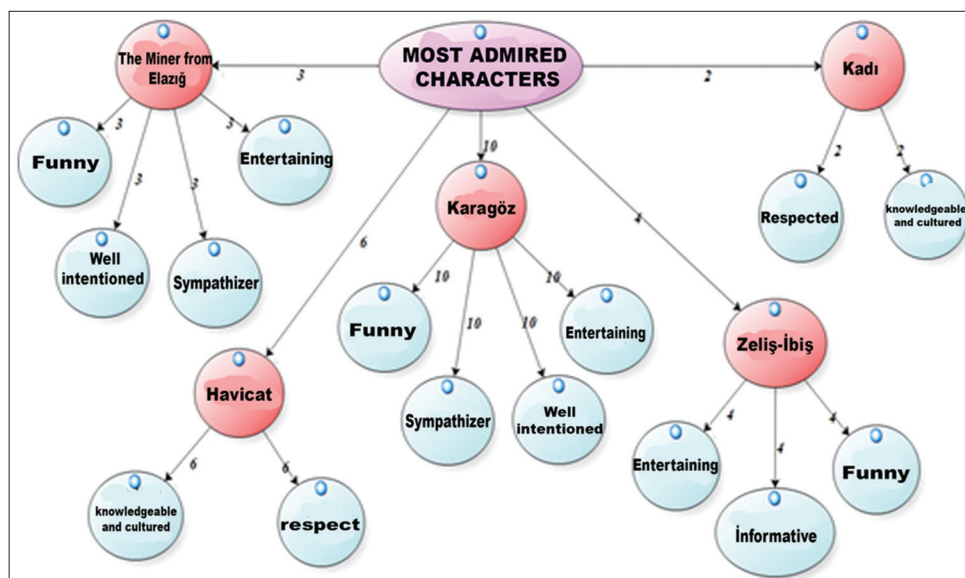 MOST ADMIRED
CHARACTERS
3
2
The Miner from
Elazığ
Kadı
3
3
3
3
Funny
Entertaining
Well
intentioned
Sympathizer
10
Karagöz
10
10
10
10
Funny
Entertaining
Sympathizer
Well
intentioned
2
2
Respected
knowledgeable
and cultured
6
Havicat
6
6
knowledgeable
and cultured
respect
4
Zeliş-İbiş
4
4
4
Entertaining
İnformative
Funny